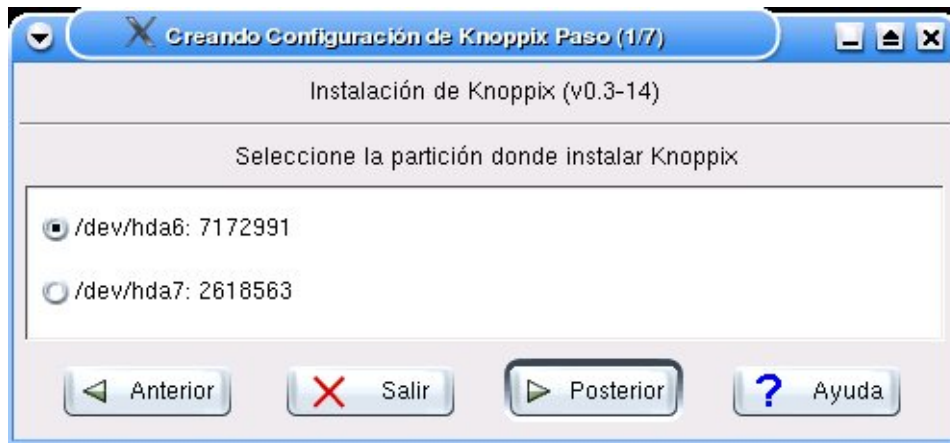 Creando Configuración de Knoppix Paso (1/7)
Instalación de Knoppix (v0.3-14)
Seleccione la partición donde instalar Knoppix
/dev/hda6: 7172991
/dev/hda7: 2618563
Anterior Salir Posterior ? Ayuda